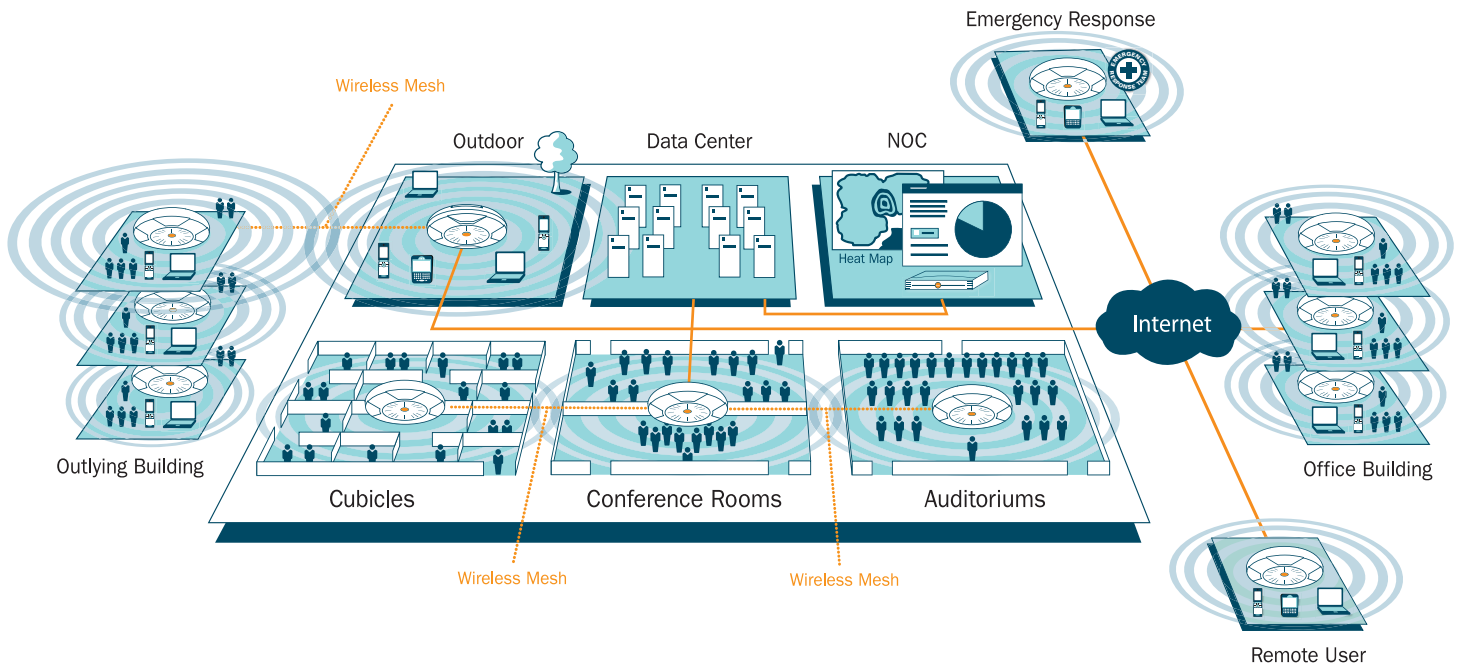 Emergency Response
EMERGENCY
RESPONSE TEAM
Wireless Mesh
Outdoor
Data Center
NOC
Heat Map
Internet
Outlying Building
Office Building
Cubicles
Conference Rooms
Auditoriums
Wireless Mesh
Wireless Mesh
Remote User